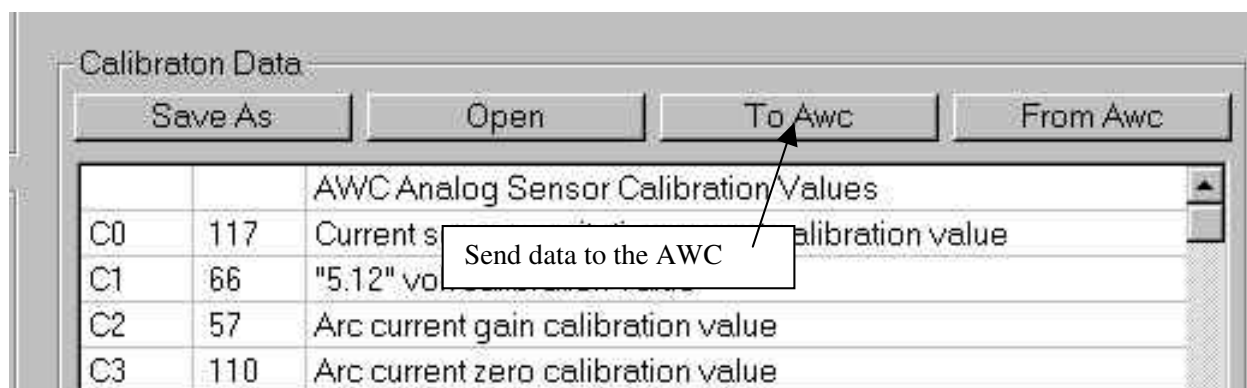 Calibraton Data
Save As Open To Awc From Awc
AWC Analog Sensor Calibration Values
C0 117 Current s alibration value
Send data to the AWC
C1 66 "5.12" vo
C2 57 Arc current gain calibration value
C3 110 Arc current zero calibration value